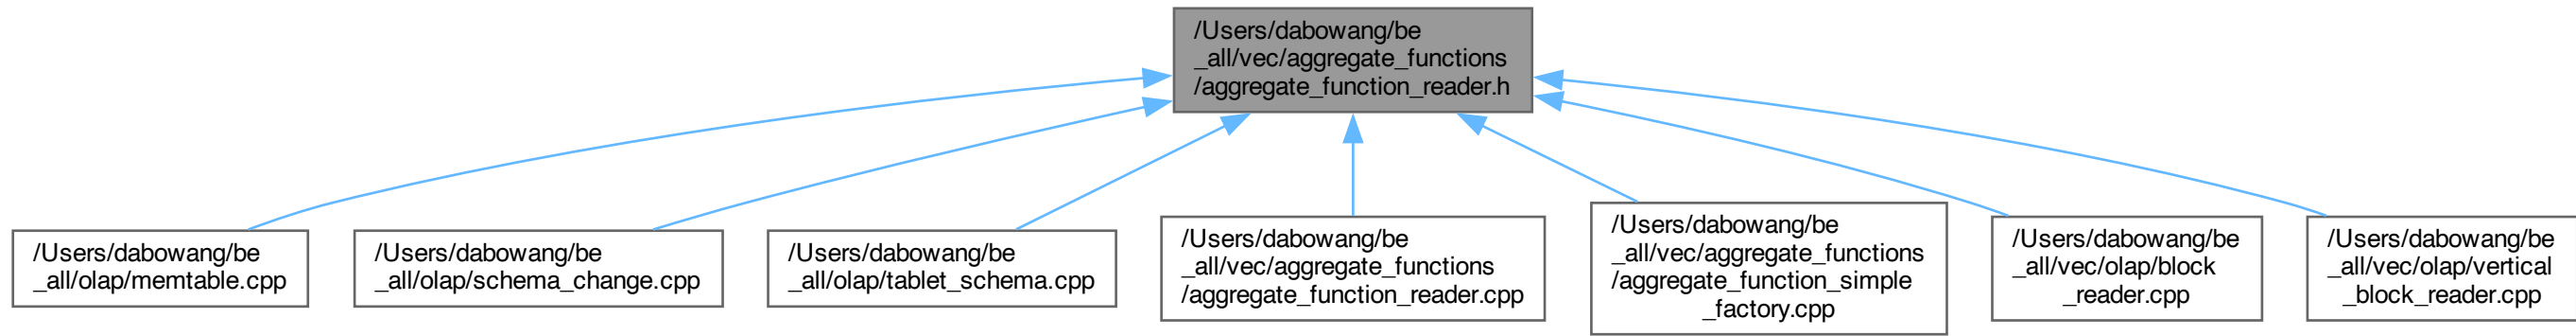 /Users/dabowang/be
_all/vec/aggregate_functions
/aggregate_function_reader.h
/Users/dabowang/be
_all/olap/memtable.cpp
/Users/dabowang/be
_all/olap/schema_change.cpp
/Users/dabowang/be
_all/olap/tablet_schema.cpp
/Users/dabowang/be
_all/vec/aggregate_functions
/aggregate_function_reader.cpp
/Users/dabowang/be
_all/vec/aggregate_functions
/aggregate_function_simple
_factory.cpp
/Users/dabowang/be
_all/vec/olap/block
_reader.cpp
/Users/dabowang/be
_all/vec/olap/vertical
_block_reader.cpp